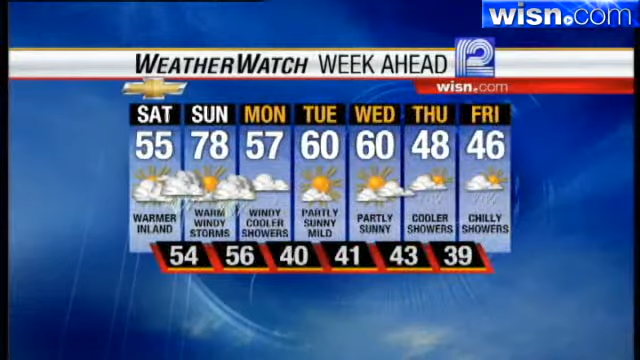 wisn.com
WEATHERWATCH WEEK AHEAD 12
wisn.com
SAT SUN MON TUE WED THU FRI
55 78 57 60 60 48 46
WARMER WARM WINDY PARTLY PARTLY COOLER CHILLY
INLAND WINDY COOLER SUNNY SUNNY SHOWERS SHOWERS
STORMS SHOWERS MILD
54 56 40 41 43 39